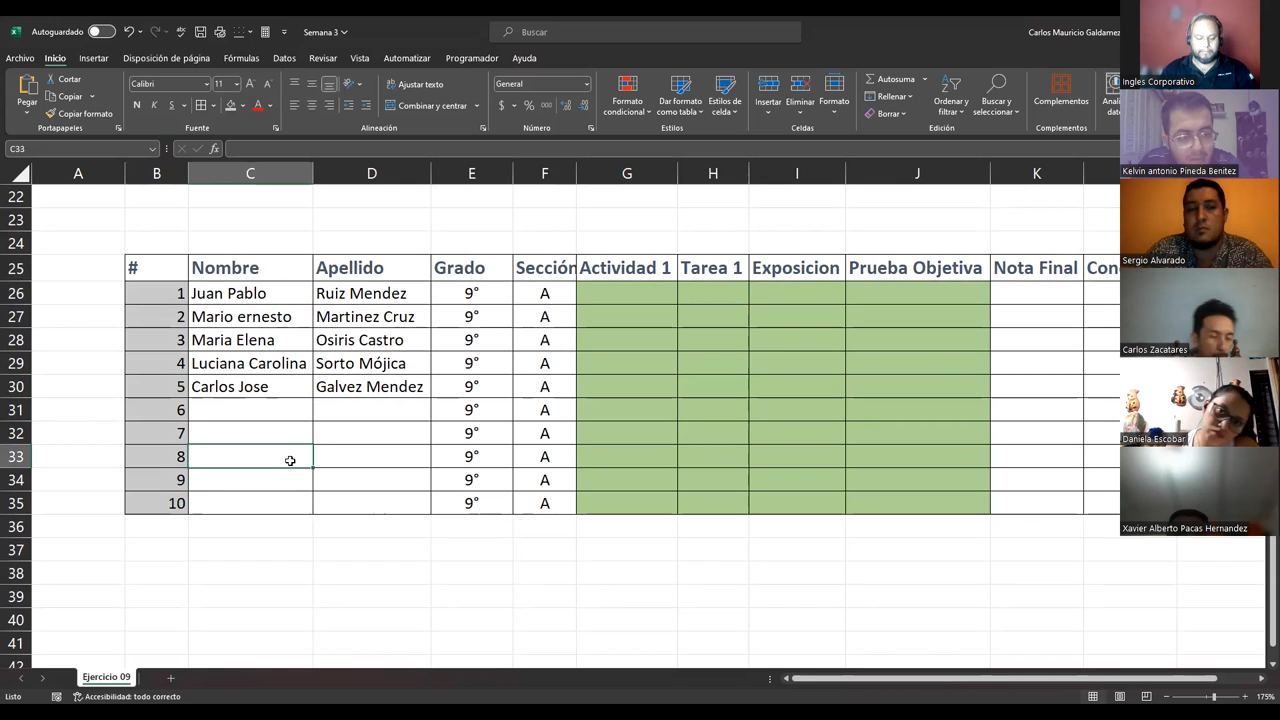 Autoguardado
Semana 3
Buscar
Carlos Mauricio Galdamez
Archivo Inicio Insertar Disposición de página Fórmulas Datos Revisar Vista Automatizar Programador Ayuda
Pegar
Cortar
Copiar
Copiar formato
Portapapeles
Calibri 11
N K S
Fuente
Ajustar texto
Combinar y centrar
Alineación
General
$ % 000
Número
Formato condicional
Dar formato como tabla
Estilos de celda
Estilos
Insertar
Eliminar
Formato
Celdas
Autosuma
Rellenar
Borrar
Ordenar y filtrar
Buscar y seleccionar
Edición
Complementos
Complementos
C33
fx
A B C D E F G H I J K
22
23
24
25 # Nombre Apellido Grado Sección Actividad 1 Tarea 1 Exposicion Prueba Objetiva Nota Final
26 1 Juan Pablo Ruiz Mendez 9° A
27 2 Mario ernesto Martinez Cruz 9° A
28 3 Maria Elena Osiris Castro 9° A
29 4 Luciana Carolina Sorto Mójica 9° A
30 5 Carlos Jose Galvez Mendez 9° A
31 6 9° A
32 7 9° A
33 8 9° A
34 9 9° A
35 10 9° A
36
37
38
39
40
41
42
Ejercicio 09
Listo
Accesibilidad: todo correcto
175%
Ingles Corporativo
Kelvin antonio Pineda Benitez
Sergio Alvarado
Carlos Zacatares
Daniela Escobar
Xavier Alberto Pacas Hernandez